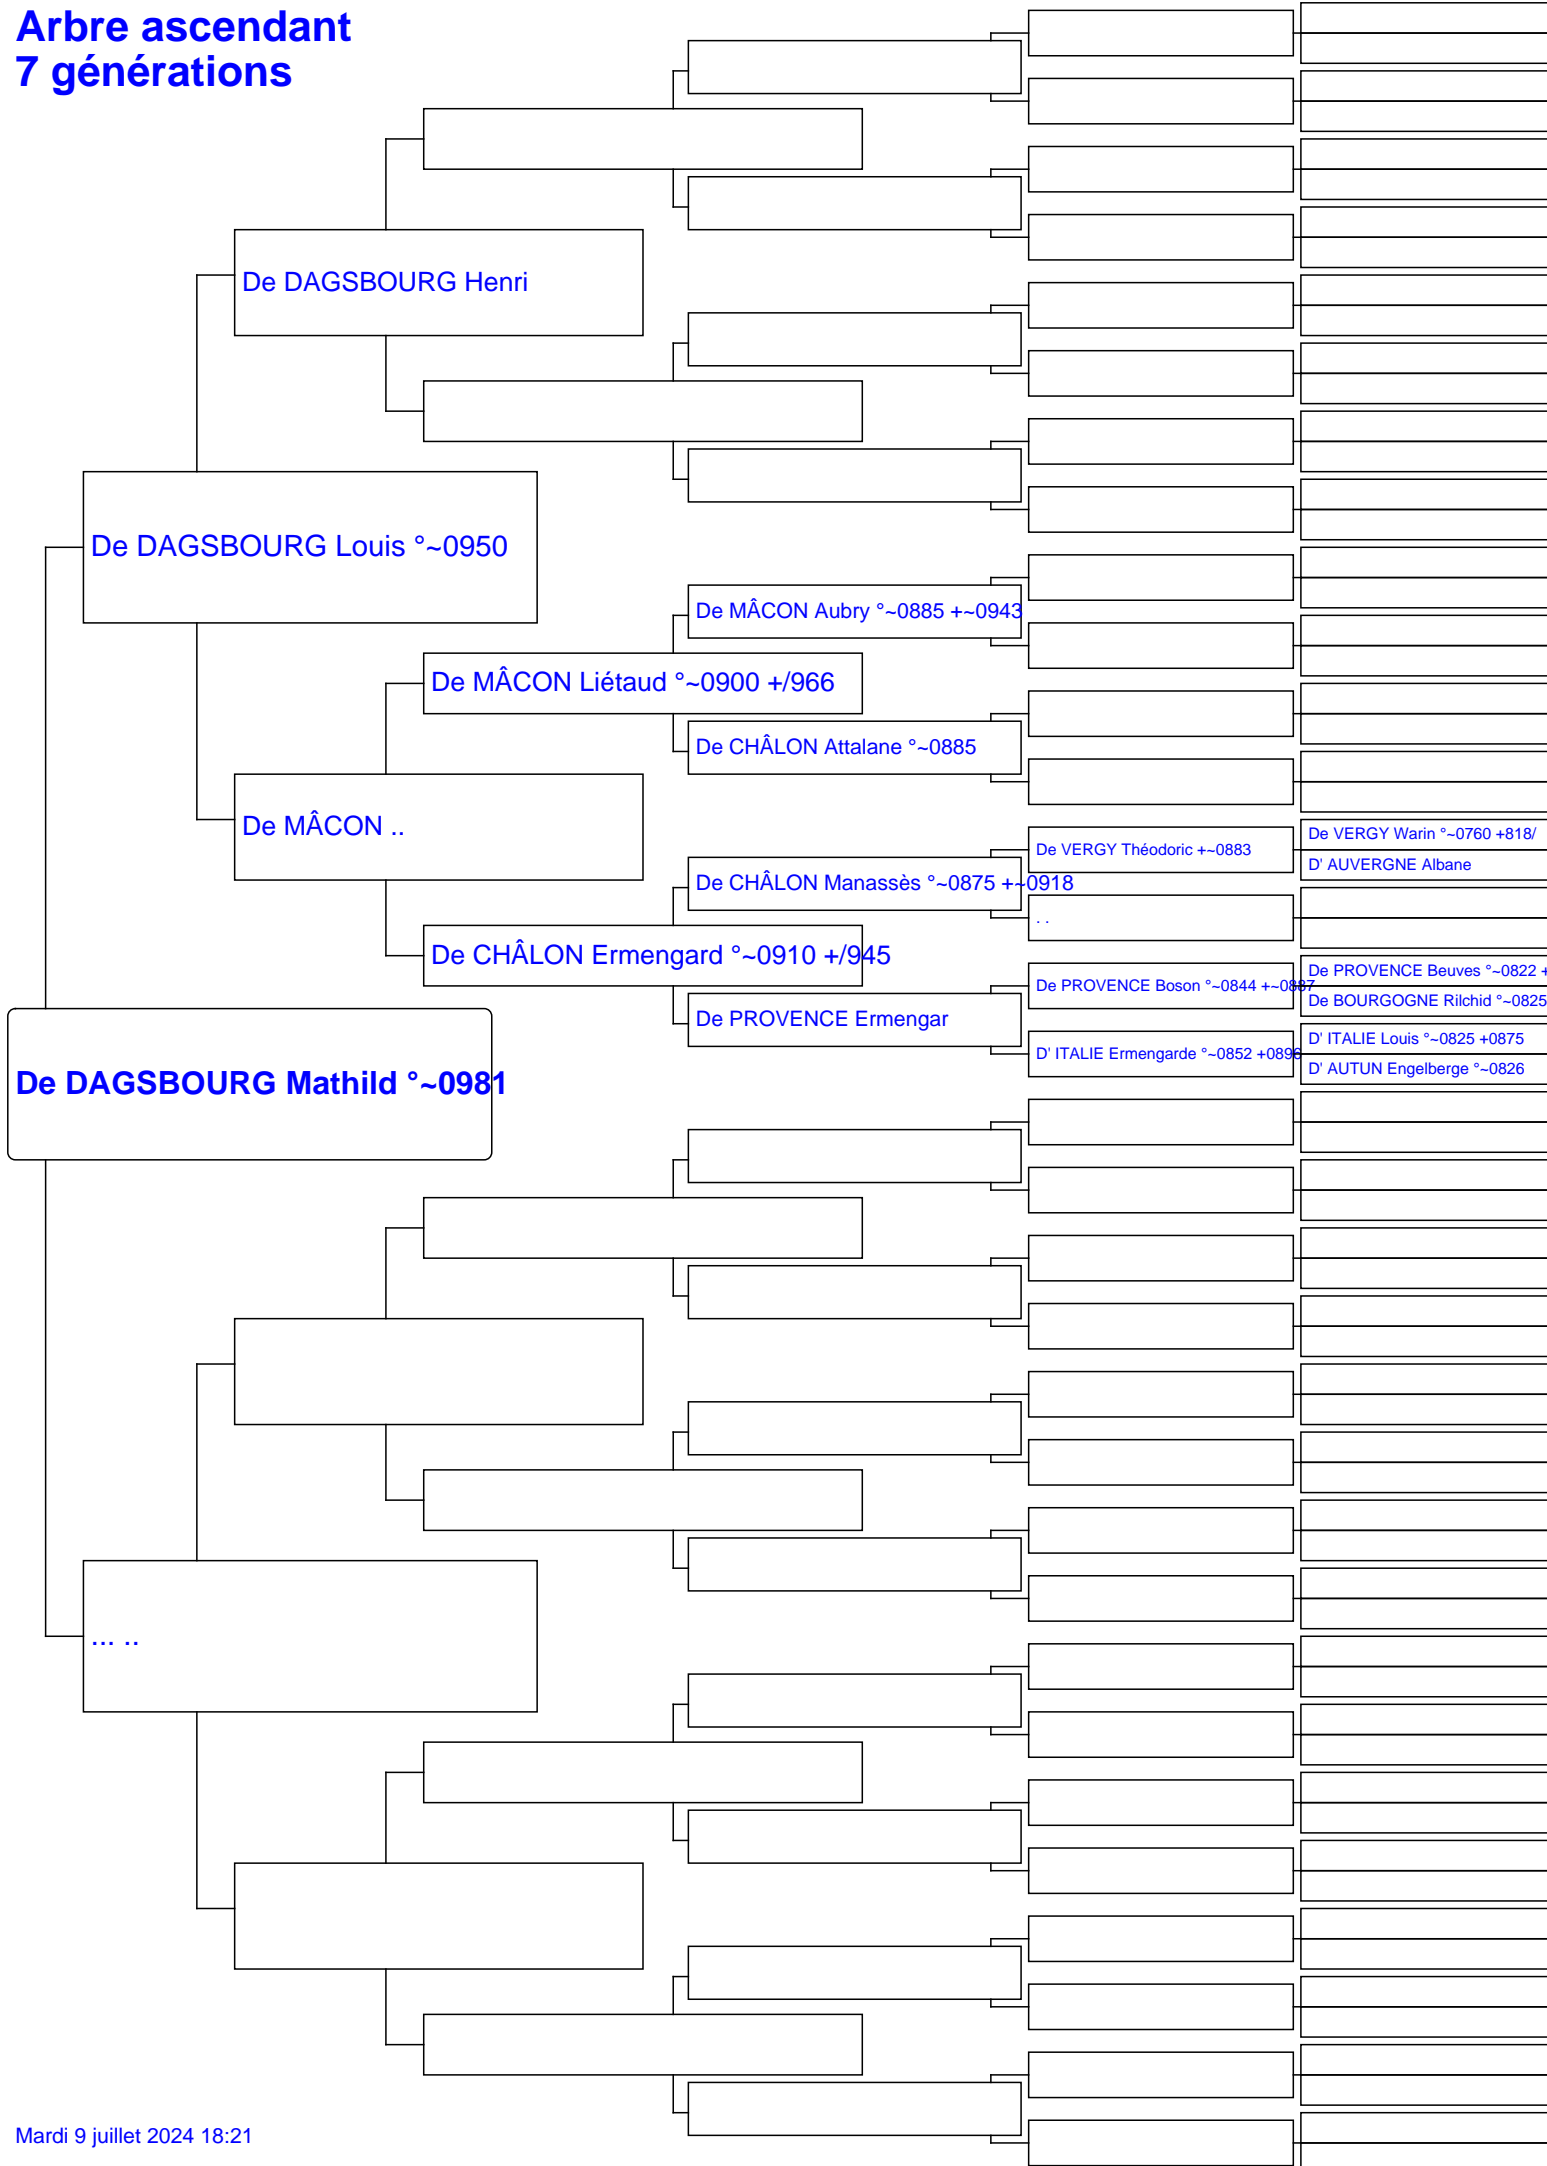 Arbre ascendant
7 générations
De DAGSBOURG Henri
De DAGSBOURG Louis °~0950
De MÂCON Aubry °~0885 +~0943
De MÂCON Liétaud °~0900 +/966
De CHÂLON Attalane °~0885
De MÂCON ..
De VERGY Théodoric +~0883
De VERGY Warin °~0760 +818/
D' AUVERGNE Albane
De CHÂLON Manassès °~0875 +~0918
. .
De CHÂLON Ermengard °~0910 +/945
De PROVENCE Boson °~0844 +~0887
De PROVENCE Beuves °~0822 +
De BOURGOGNE Rilchid °~0825
De PROVENCE Ermengar
D' ITALIE Ermengarde °~0852 +0896
D' ITALIE Louis °~0825 +0875
D' AUTUN Engelberge °~0826
De DAGSBOURG Mathild °~0981
... ..
Mardi 9 juillet 2024 18:21